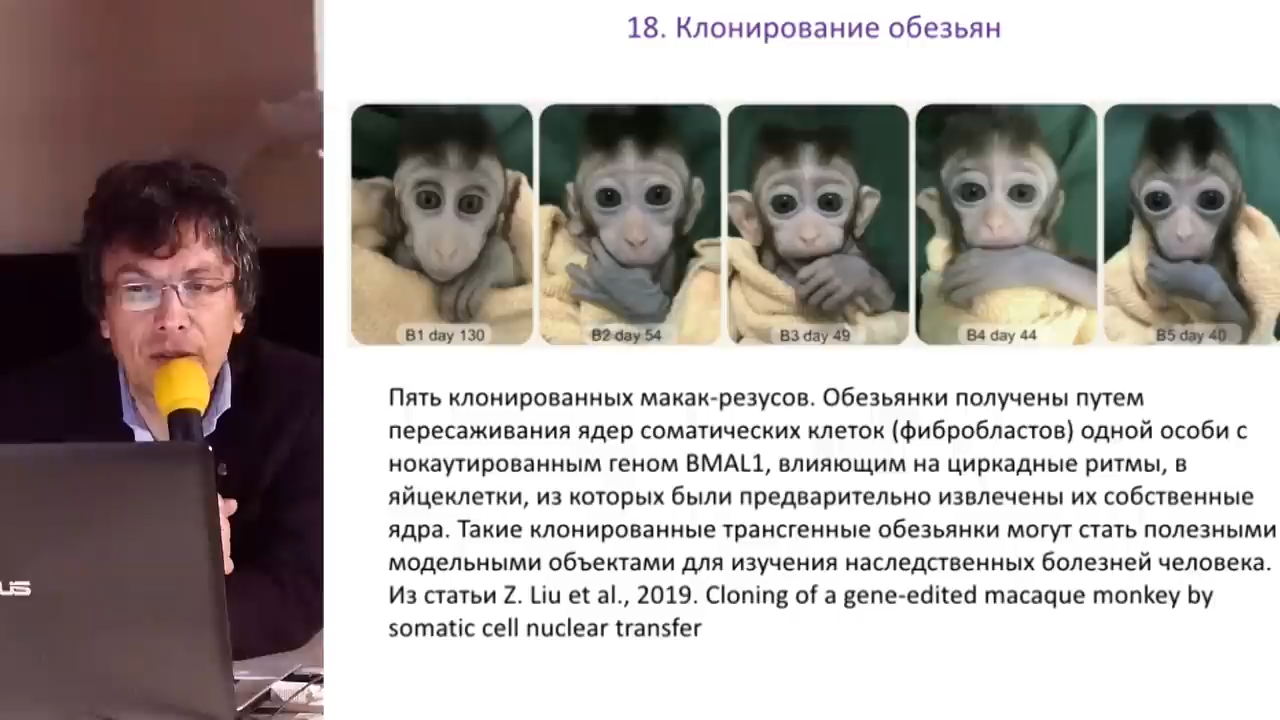 18. Клонирование обезьян
B1 day 130
B2 day 54
B3 day 49
B4 day 44
B5 day 40
Пять клонированных макак-резусов. Обезьянки получены путем
пересаживания ядер соматических клеток (фибробластов) одной особи с
нокаутированным геном BMAL1, влияющим на циркадные ритмы, в
яйцеклетки, из которых были предварительно извлечены их собственные
ядра. Такие клонированные трансгенные обезьянки могут стать полезными
модельными объектами для изучения наследственных болезней человека.
Из статьи Z. Liu et al., 2019. Cloning of a gene-edited macaque monkey by
somatic cell nuclear transfer